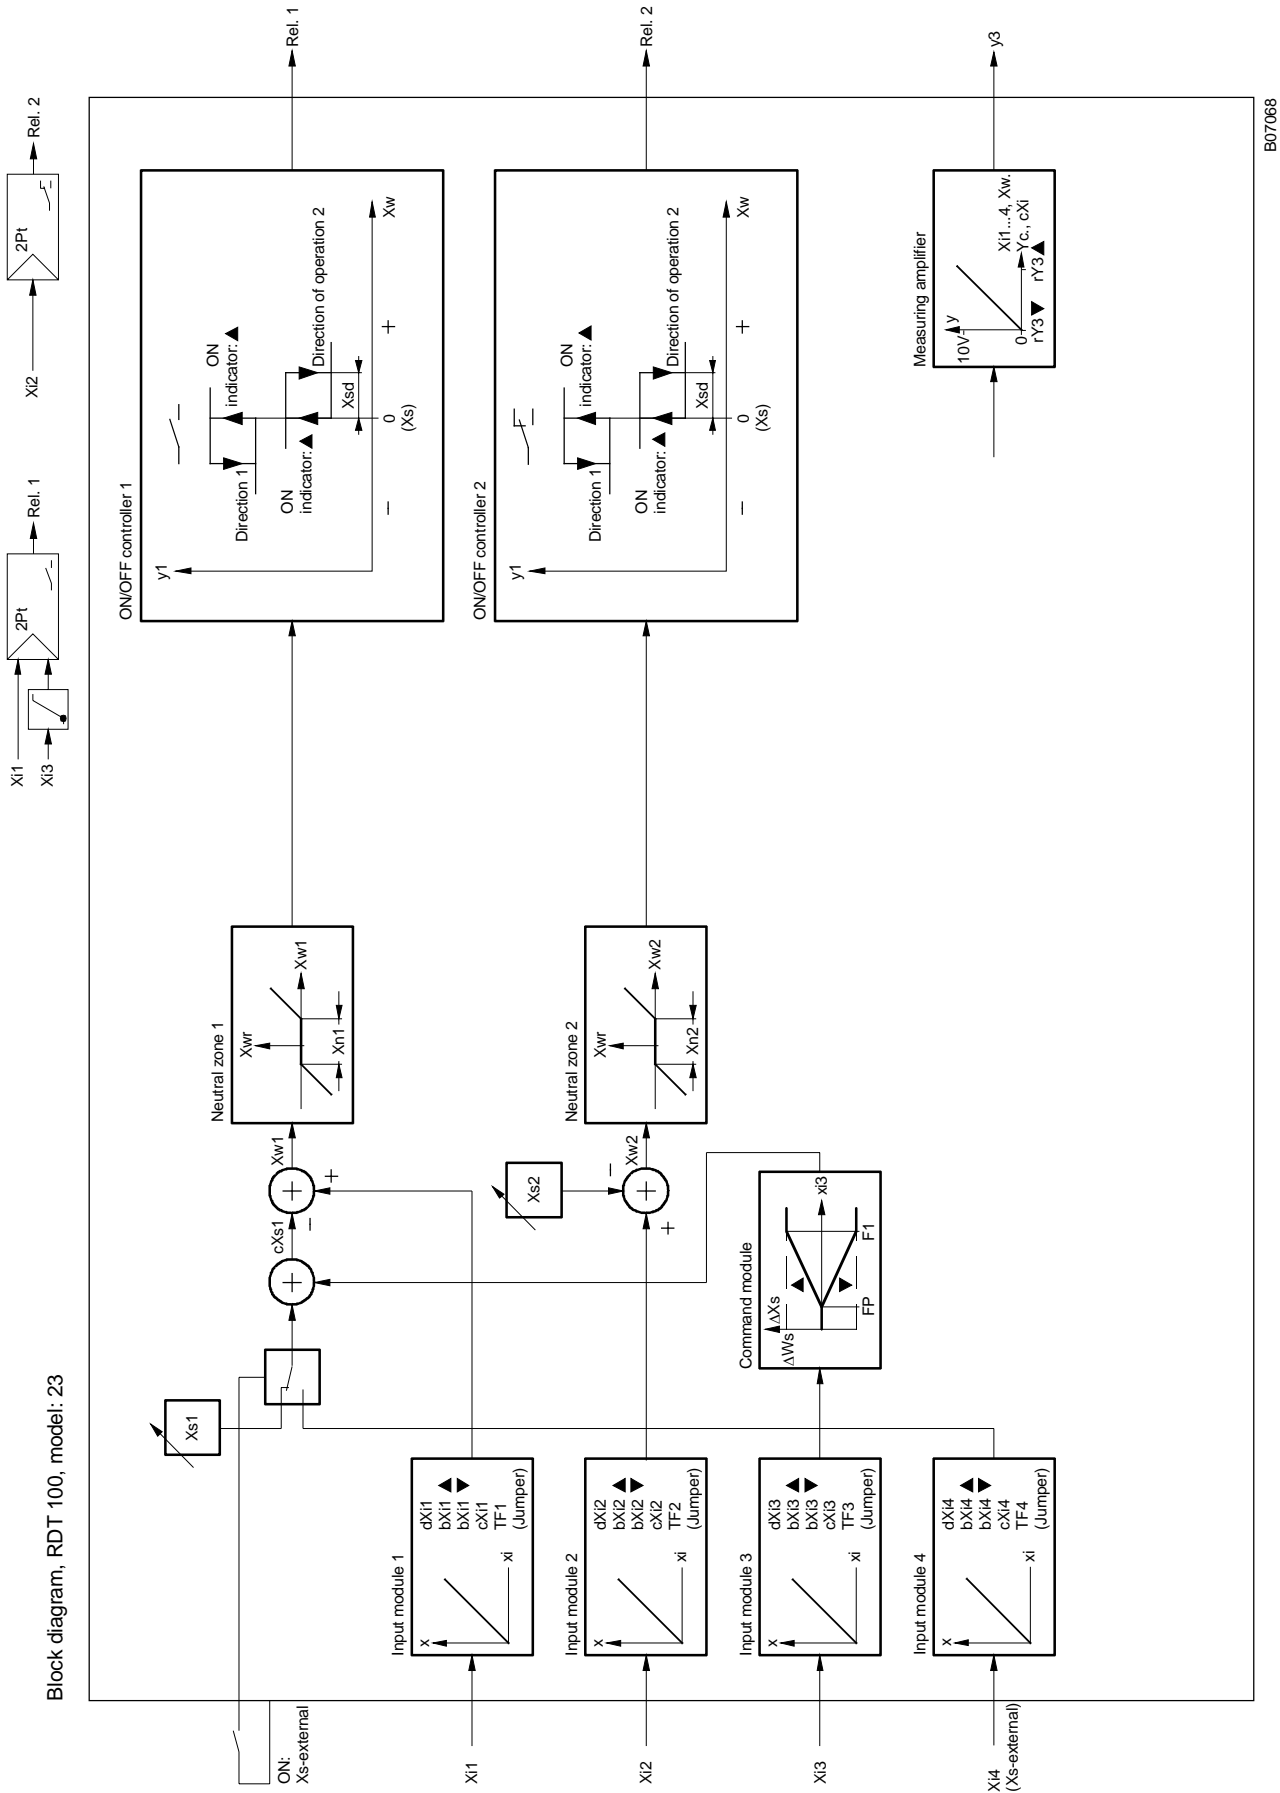 Block diagram, RDT 100, model: 23
Xi1
Xi3
2Pt
Rel. 1
Xi2
2Pt
Rel. 2
ON:
Xs-external
Xs1
cXs1
Xw1
+
–
+
+
Neutral zone 1
Xwr
Xw1
Xn1
ON/OFF controller 1
y1
Direction 1
ON
indicator: ▲
ON
indicator: ▲
Direction of operation 2
Xsd
–
0
(Xs)
+
Xw
Rel. 1
Xi1
Input module 1
x
xi
dXi1
bXi1 ▲
bXi1 ▼
cXi1
TF1
(Jumper)
Xs2
–
+
+
Xw2
Neutral zone 2
Xwr
Xw2
Xn2
ON/OFF controller 2
y1
Direction 1
ON
indicator: ▲
ON
indicator: ▲
Direction of operation 2
Xsd
–
0
(Xs)
+
Xw
Rel. 2
Xi2
Input module 2
x
xi
dXi2
bXi2 ▲
bXi2 ▼
cXi2
TF2
(Jumper)
Xi3
Input module 3
x
xi
dXi3
bXi3 ▲
bXi3 ▼
cXi3
TF3
(Jumper)
Command module
ΔXs
ΔWs
▲
▼
xi3
FP
F1
Xi4
(Xs-external)
Input module 4
x
xi
dXi4
bXi4 ▲
bXi4 ▼
cXi4
TF4
(Jumper)
Measuring amplifier
y
10V
0
Xi1...4, Xw.
Yc., cXi
rY3 ▼
rY3 ▲
y3
B07068